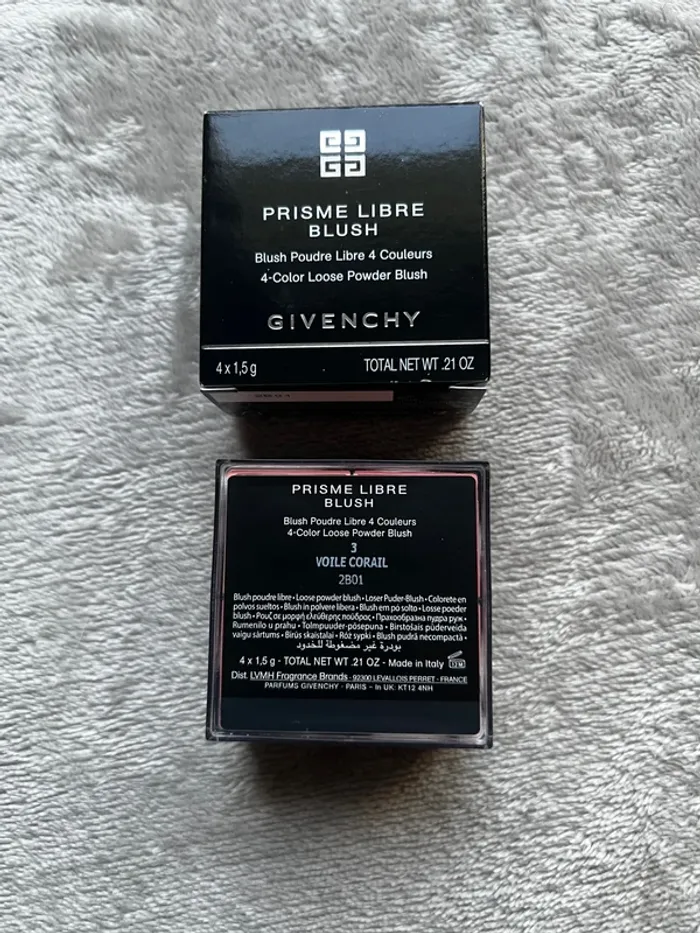 PRISME LIBRE
BLUSH
Blush Poudre Libre 4 Couleurs
4-Color Loose Powder Blush
GIVENCHY
4 x 1,5 g
TOTAL NET WT .21 OZ
PRISME LIBRE
BLUSH
Blush Poudre Libre 4 Couleurs
4-Color Loose Powder Blush
3
VOILE CORAIL
2B01
Blush poudre libre • Loose powder blush • Loser Puder-Blush • Colorete en
polvos sueltos • Blush in polvere libera • Blush em pó solto • Losse poeder
blush • Ρουζ σε μορφή ελεύθερης πούδρας • Прахообразна пудра руж •
Rumenilo u prahu • Tolmpuuder-põsepuna • Birstošais pūderveida
vaigu sārtums • Birūs skaistalai • Róż sypki • Blush pudră necompactă •
بودرة غير مضغوطة للخدود
4 x 1,5 g - TOTAL NET WT .21 OZ - Made in Italy 12 M
Dist. LVMH Fragrance Brands - 92300 LEVALLOIS PERRET - FRANCE
PARFUMS GIVENCHY - PARIS - In UK: KT12 4NH